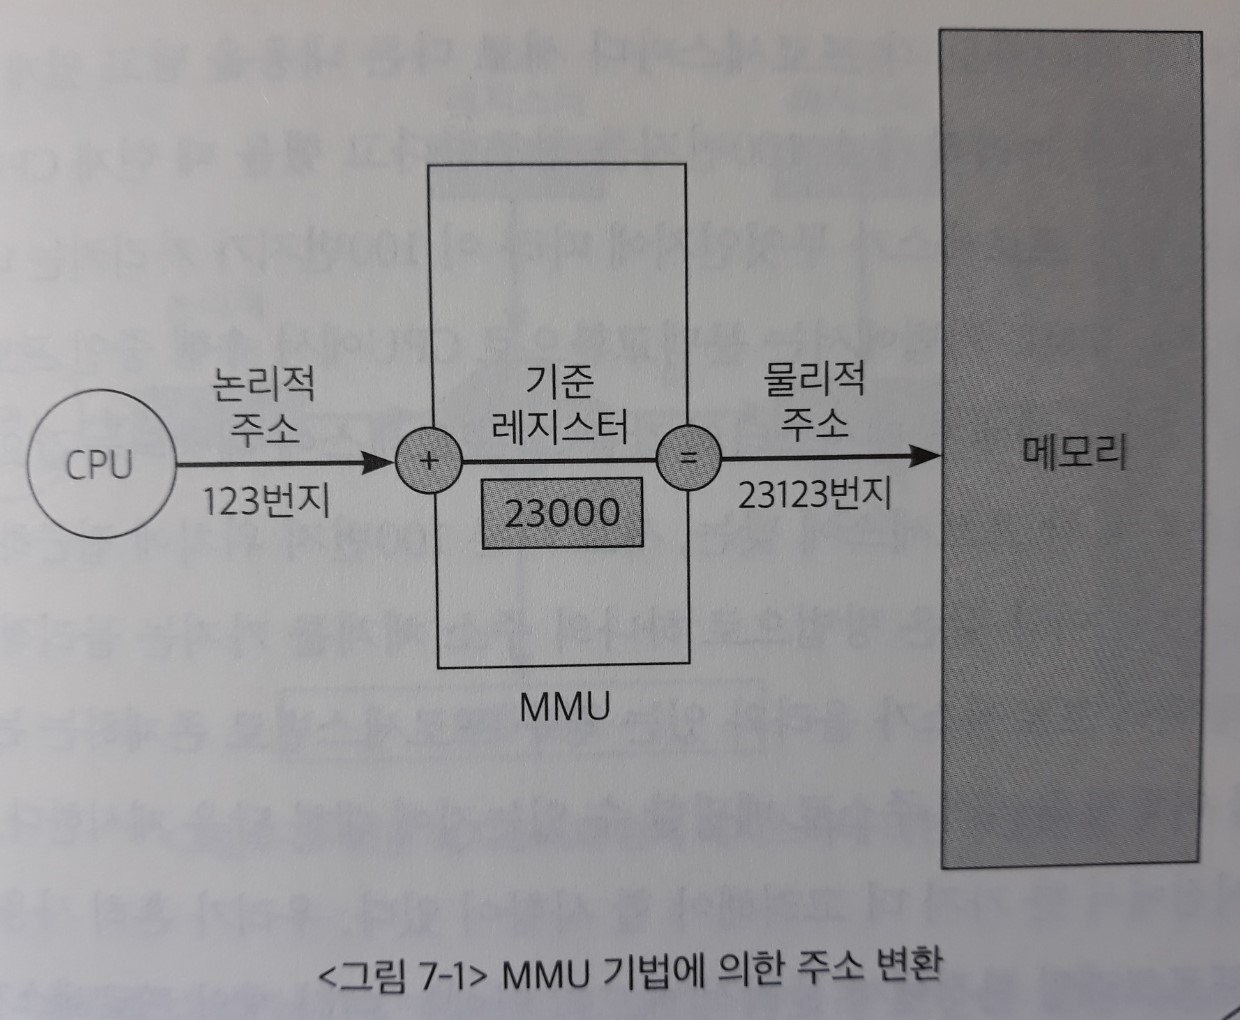 논리적
주소
CPU
123번지
+
기준
레지스터
23000
=
물리적
주소
23123번지
메모리
MMU
<그림 7-1> MMU 기법에 의한 주소 변환